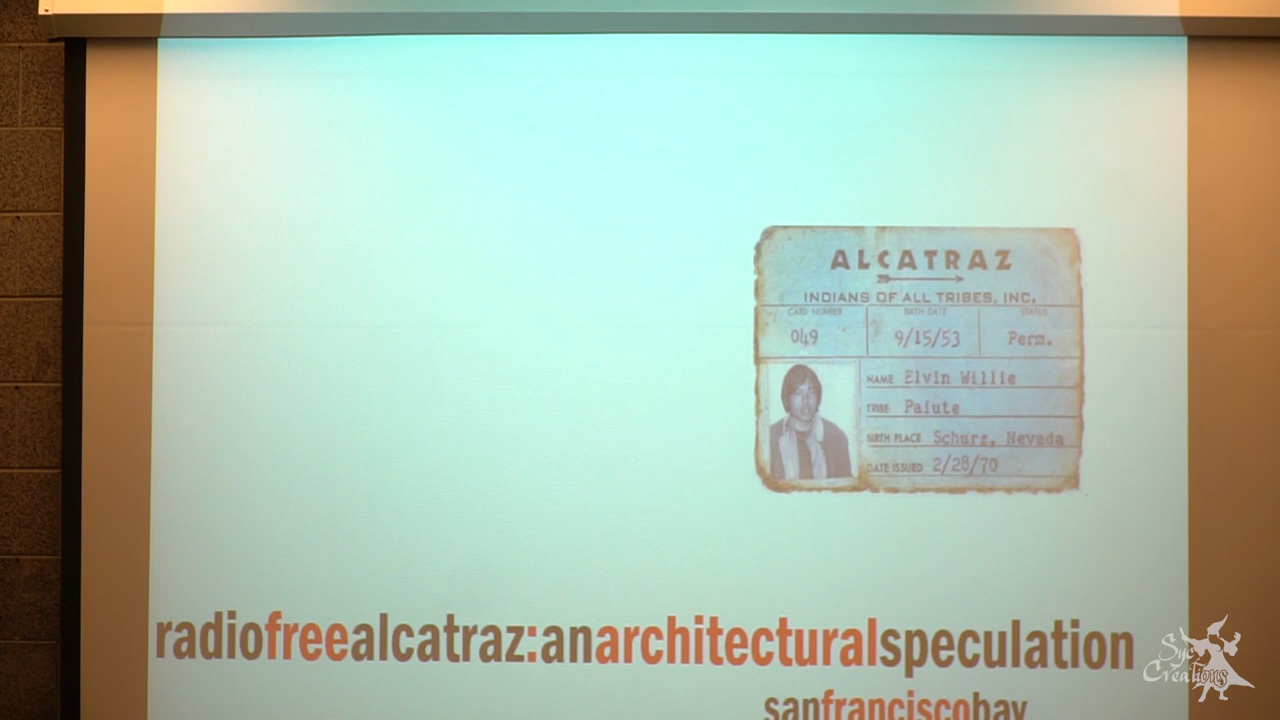 ALCATRAZ
INDIANS OF ALL TRIBES, INC.
CARD NUMBER BIRTH DATE STATUS
049 9/15/53 Perm.
NAME Elvin Willie
TRIBE Paiute
BIRTH PLACE Schurz, Nevada
DATE ISSUED 2/28/70
radiofreealcatraz:anarchitecturalspeculation
sanfranciscobay
Syc
Creations